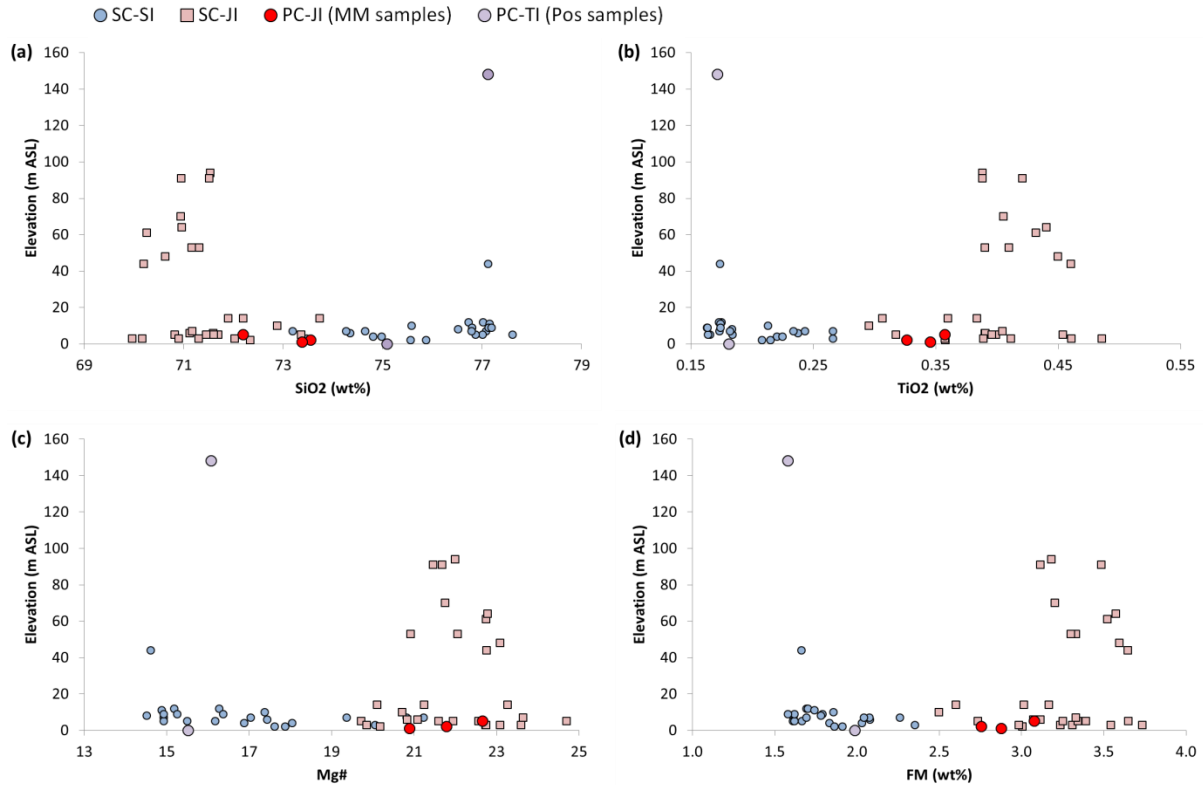 SC-SI SC-JI PC-JI (MM samples) PC-TI (Pos samples)
(a)
160
140
120
100
80
60
40
20
0
Elevation (m ASL)
69 71 73 75 77 79
SiO2 (wt%)
(b)
160
140
120
100
80
60
40
20
0
Elevation (m ASL)
0.15 0.25 0.35 0.45 0.55
TiO2 (wt%)
(c)
160
140
120
100
80
60
40
20
0
Elevation (m ASL)
13 15 17 19 21 23 25
Mg#
(d)
160
140
120
100
80
60
40
20
0
Elevation (m ASL)
1.0 1.5 2.0 2.5 3.0 3.5 4.0
FM (wt%)